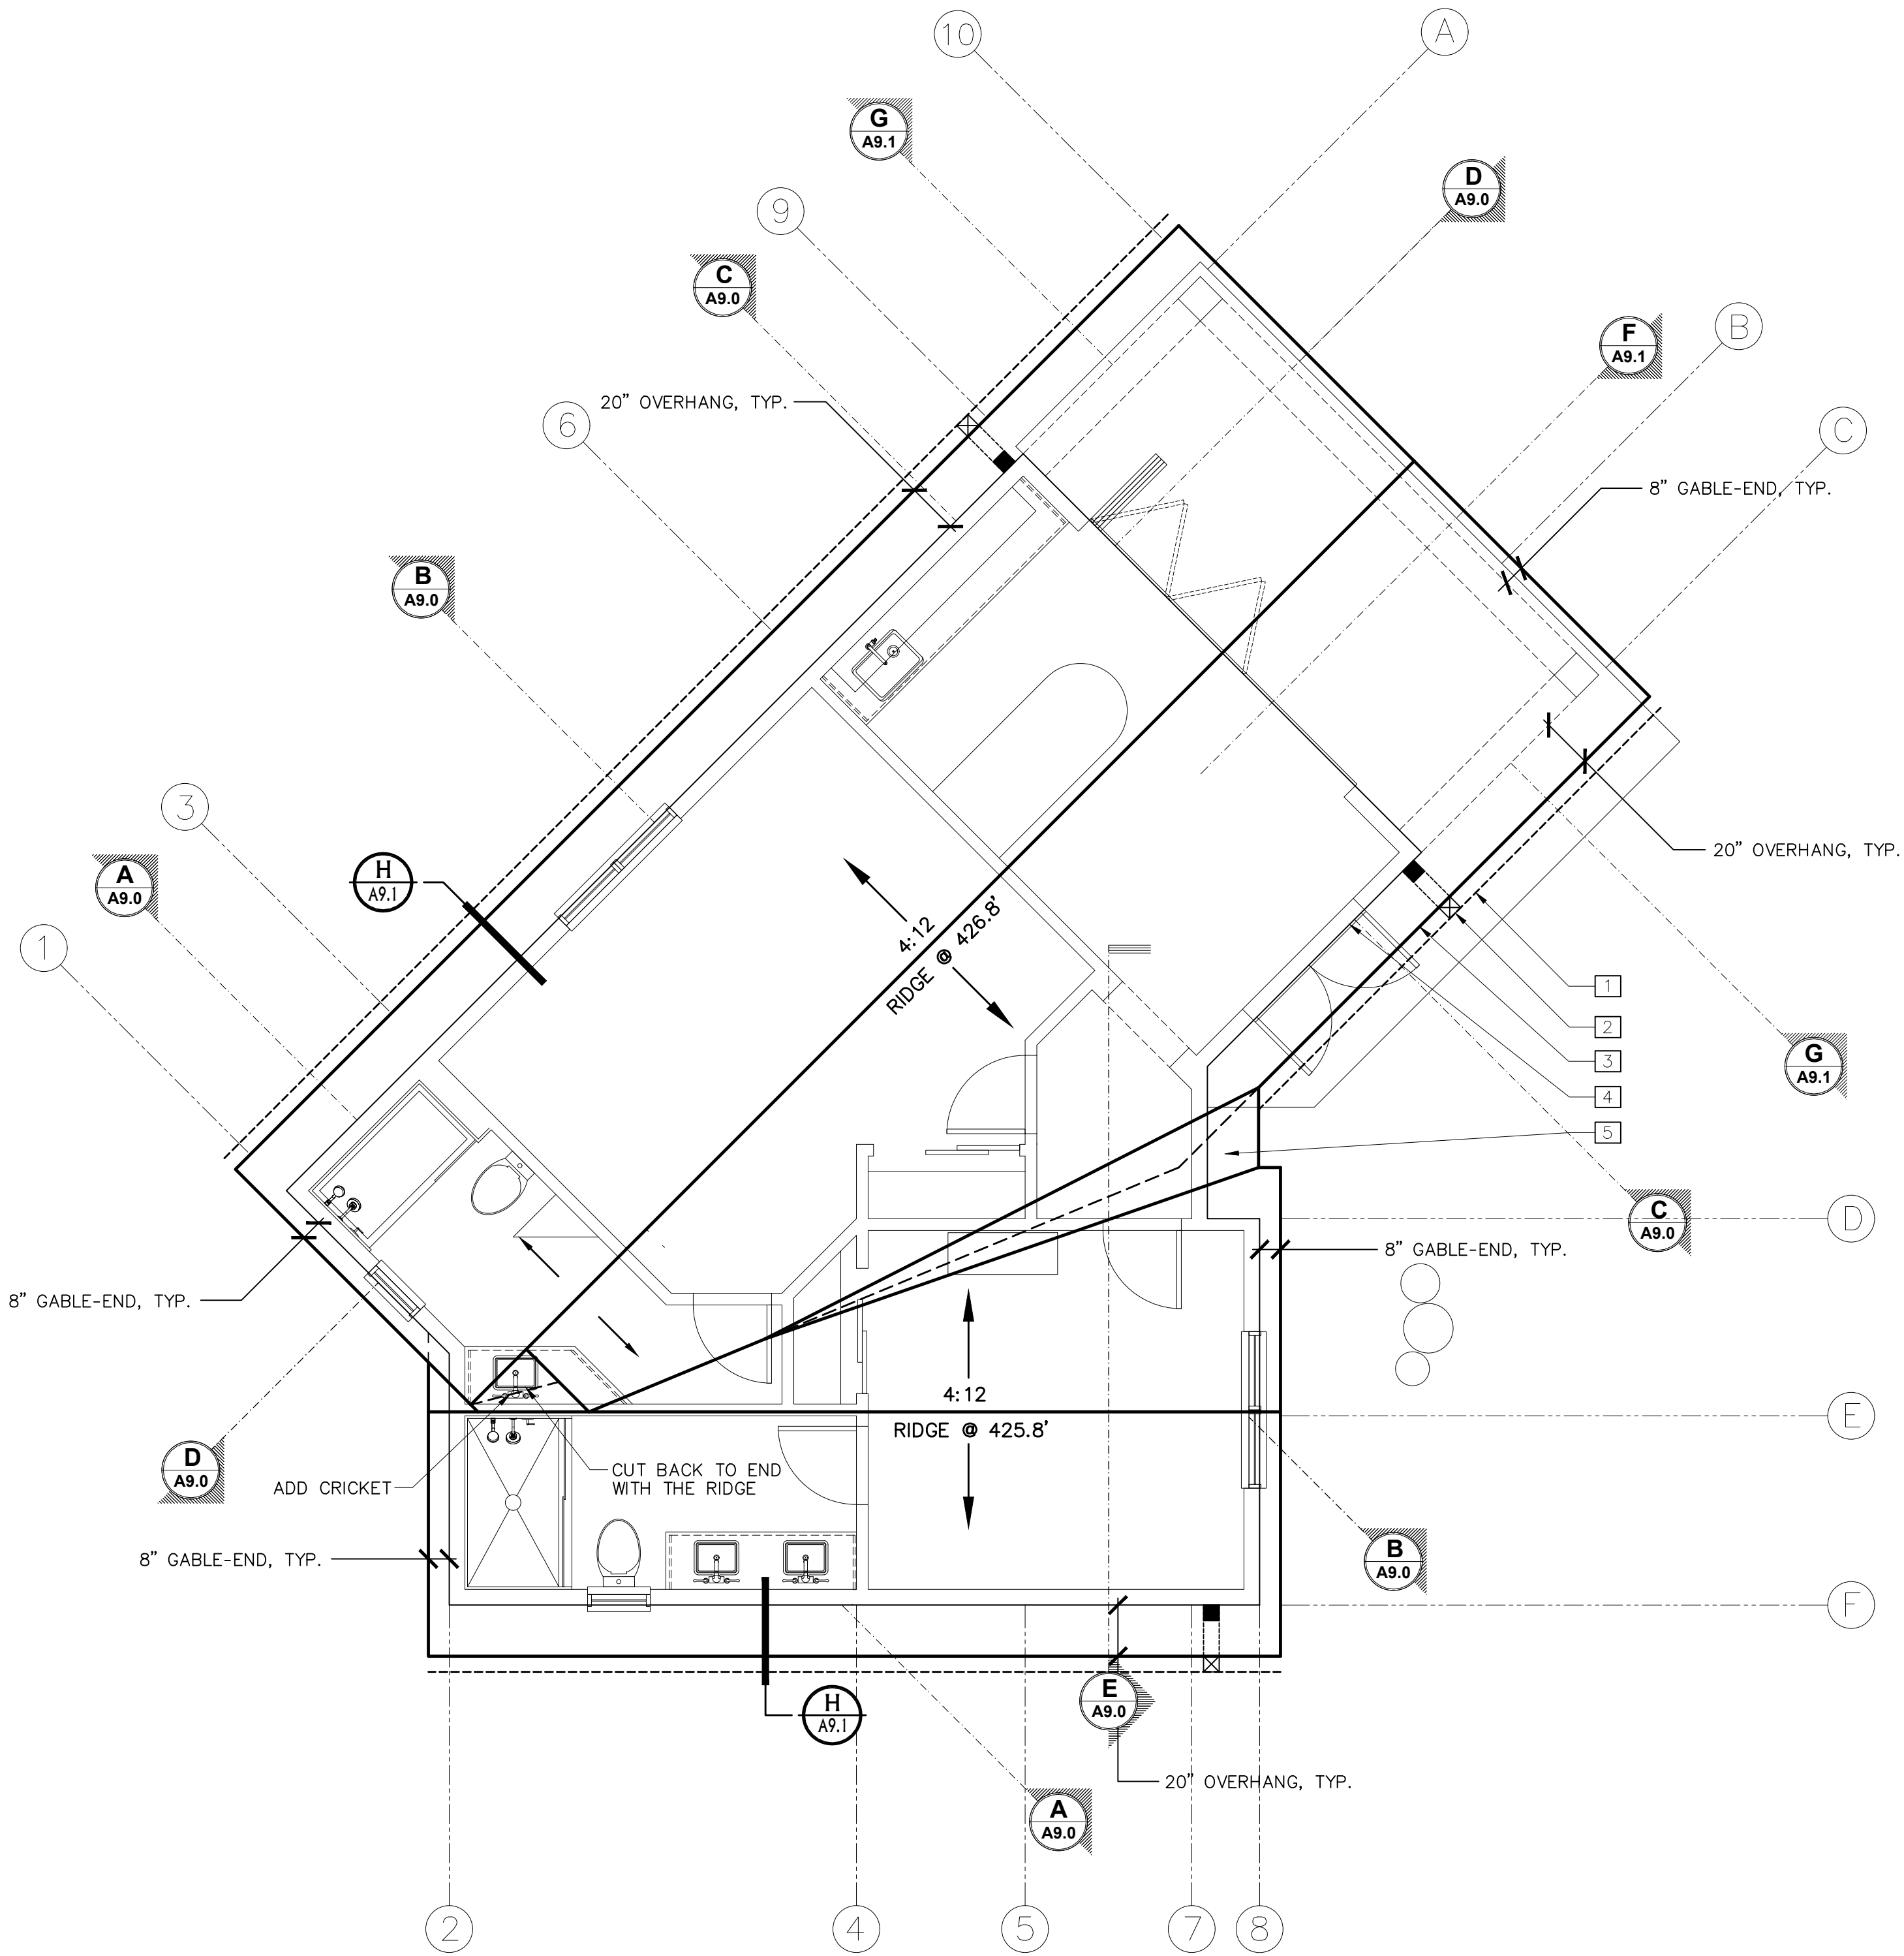 10
A
G
A9.1
D
A9.0
9
C
A9.0
B
F
A9.1
20” OVERHANG, TYP.
6
C
8” GABLE-END, TYP.
B
A9.0
3
20” OVERHANG, TYP.
A
A9.0
H
A9.1
1
4:12
RIDGE @ 426.8’
1
2
3
4
5
G
A9.1
C
A9.0
D
8” GABLE-END, TYP.
8” GABLE-END, TYP.
4:12
RIDGE @ 425.8’
E
D
A9.0
ADD CRICKET
CUT BACK TO END
WITH THE RIDGE
8” GABLE-END, TYP.
B
A9.0
F
E
A9.0
H
A9.1
20” OVERHANG, TYP.
A
A9.0
2
4
5
7
8